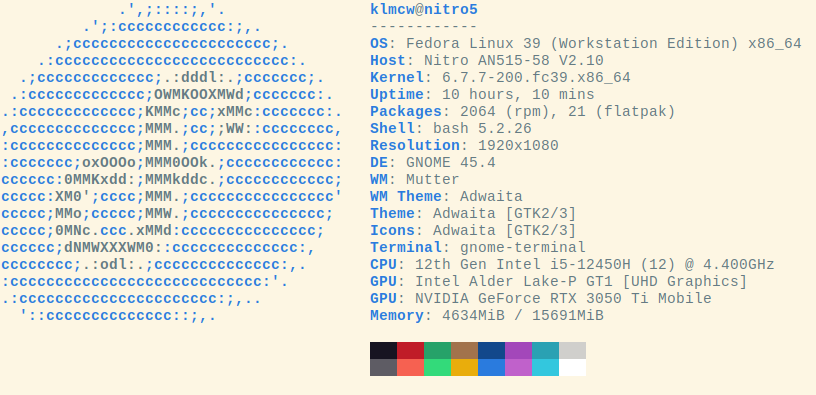 .',;::::;,'.
.';:cccccccccccc:;,.
.;cccccccccccccccccccccc;.
.:cccccccccccccccccccccccccc:.
.;ccccccccccccc;.:dddl:.;ccccccc;.
.:ccccccccccccc;OWMKOOXMWd;ccccccc:.
.:ccccccccccccc;KMMc;cc;xMMc:ccccccc:.
,cccccccccccccc;MMM.;cc;;WW::cccccccc,
:cccccccccccccc;MMM.;cccccccccccccccc:
:ccccccc;oxOOOo;MMM0OOk.;cccccccccccc:
cccccc:0MMKxdd:;MMMkddc.;cccccccccccc;
ccccc:XM0';cccc;MMM.;cccccccccccccccc'
ccccc;MMo;ccccc;MMW.;ccccccccccccccc;
ccccc;0MNc.ccc.xMMd:ccccccccccccccc;
cccccc;dNMWXXXWM0::cccccccccccccc:,
cccccccc;.:odl:.;cccccccccccccc:,.
:cccccccccccccccccccccccccccc:'.
.:cccccccccccccccccccccc:;,..
'::cccccccccccccc::;,.
klmcw@nitro5
------------
OS: Fedora Linux 39 (Workstation Edition) x86_64
Host: Nitro AN515-58 V2.10
Kernel: 6.7.7-200.fc39.x86_64
Uptime: 10 hours, 10 mins
Packages: 2064 (rpm), 21 (flatpak)
Shell: bash 5.2.26
Resolution: 1920x1080
DE: GNOME 45.4
WM: Mutter
WM Theme: Adwaita
Theme: Adwaita [GTK2/3]
Icons: Adwaita [GTK2/3]
Terminal: gnome-terminal
CPU: 12th Gen Intel i5-12450H (12) @ 4.400GHz
GPU: Intel Alder Lake-P GT1 [UHD Graphics]
GPU: NVIDIA GeForce RTX 3050 Ti Mobile
Memory: 4634MiB / 15691MiB